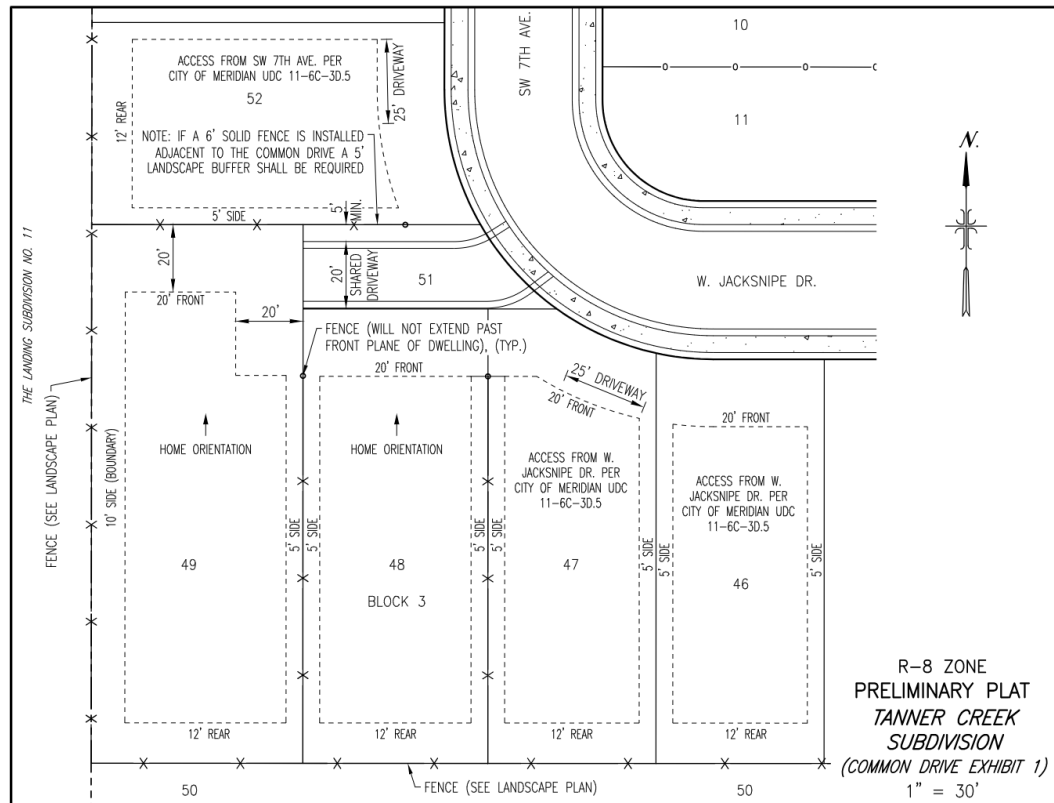 SW 7TH AVE.
10
11
ACCESS FROM SW 7TH AVE. PER
CITY OF MERIDIAN UDC 11-6C-3D.5
52
25' DRIVEWAY
12' REAR
NOTE: IF A 6' SOLID FENCE IS INSTALLED
ADJACENT TO THE COMMON DRIVE A 5'
LANDSCAPE BUFFER SHALL BE REQUIRED
5' SIDE
5'
MIN.
N.
THE LANDING SUBDIVISION NO. 11
20'
20' FRONT
20'
20'
SHARED
DRIVEWAY
51
W. JACKSNIPE DR.
FENCE (WILL NOT EXTEND PAST
FRONT PLANE OF DWELLING), (TYP.)
20' FRONT
25' DRIVEWAY
20' FRONT
20' FRONT
FENCE (SEE LANDSCAPE PLAN)
10' SIDE (BOUNDARY)
HOME ORIENTATION
HOME ORIENTATION
ACCESS FROM W.
JACKSNIPE DR. PER
CITY OF MERIDIAN UDC
11-6C-3D.5
ACCESS FROM W.
JACKSNIPE DR. PER
CITY OF MERIDIAN UDC
11-6C-3D.5
49
5' SIDE
5' SIDE
48
5' SIDE
5' SIDE
47
5' SIDE
5' SIDE
46
5' SIDE
BLOCK 3
12' REAR
12' REAR
12' REAR
12' REAR
50
FENCE (SEE LANDSCAPE PLAN)
50
R-8 ZONE
PRELIMINARY PLAT
TANNER CREEK
SUBDIVISION
(COMMON DRIVE EXHIBIT 1)
1" = 30'